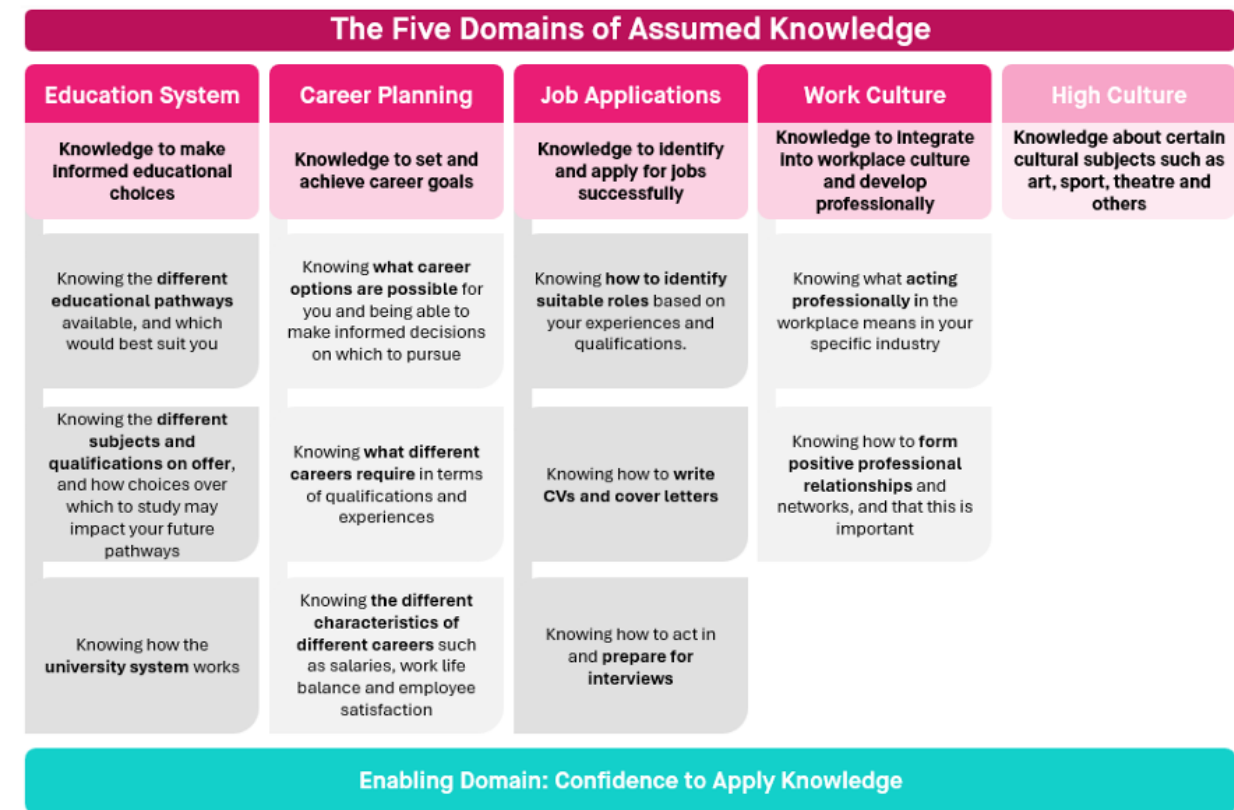 The Five Domains of Assumed Knowledge
Education System
Knowledge to make
informed educational
choices
Knowing the different
educational pathways
available, and which
would best suit you
Knowing the different
subjects and
qualifications on offer,
and how choices over
which to study may
impact your future
pathways
Knowing how the
university system works
Career Planning
Knowledge to set and
achieve career goals
Knowing what career
options are possible for
you and being able to
make informed decisions
on which to pursue
Knowing what different
careers require in terms
of qualifications and
experiences
Knowing the different
characteristics of
different careers such
as salaries, work life
balance and employee
satisfaction
Job Applications
Knowledge to identify
and apply for jobs
successfully
Knowing how to identify
suitable roles based on
your experiences and
qualifications.
Knowing how to write
CVs and cover letters
Knowing how to act in
and prepare for
interviews
Work Culture
Knowledge to integrate
into workplace culture
and develop
professionally
Knowing what acting
professionally in the
workplace means in your
specific industry
Knowing how to form
positive professional
relationships and
networks, and that this is
important
High Culture
Knowledge about certain
cultural subjects such as
art, sport, theatre and
others
Enabling Domain: Confidence to Apply Knowledge